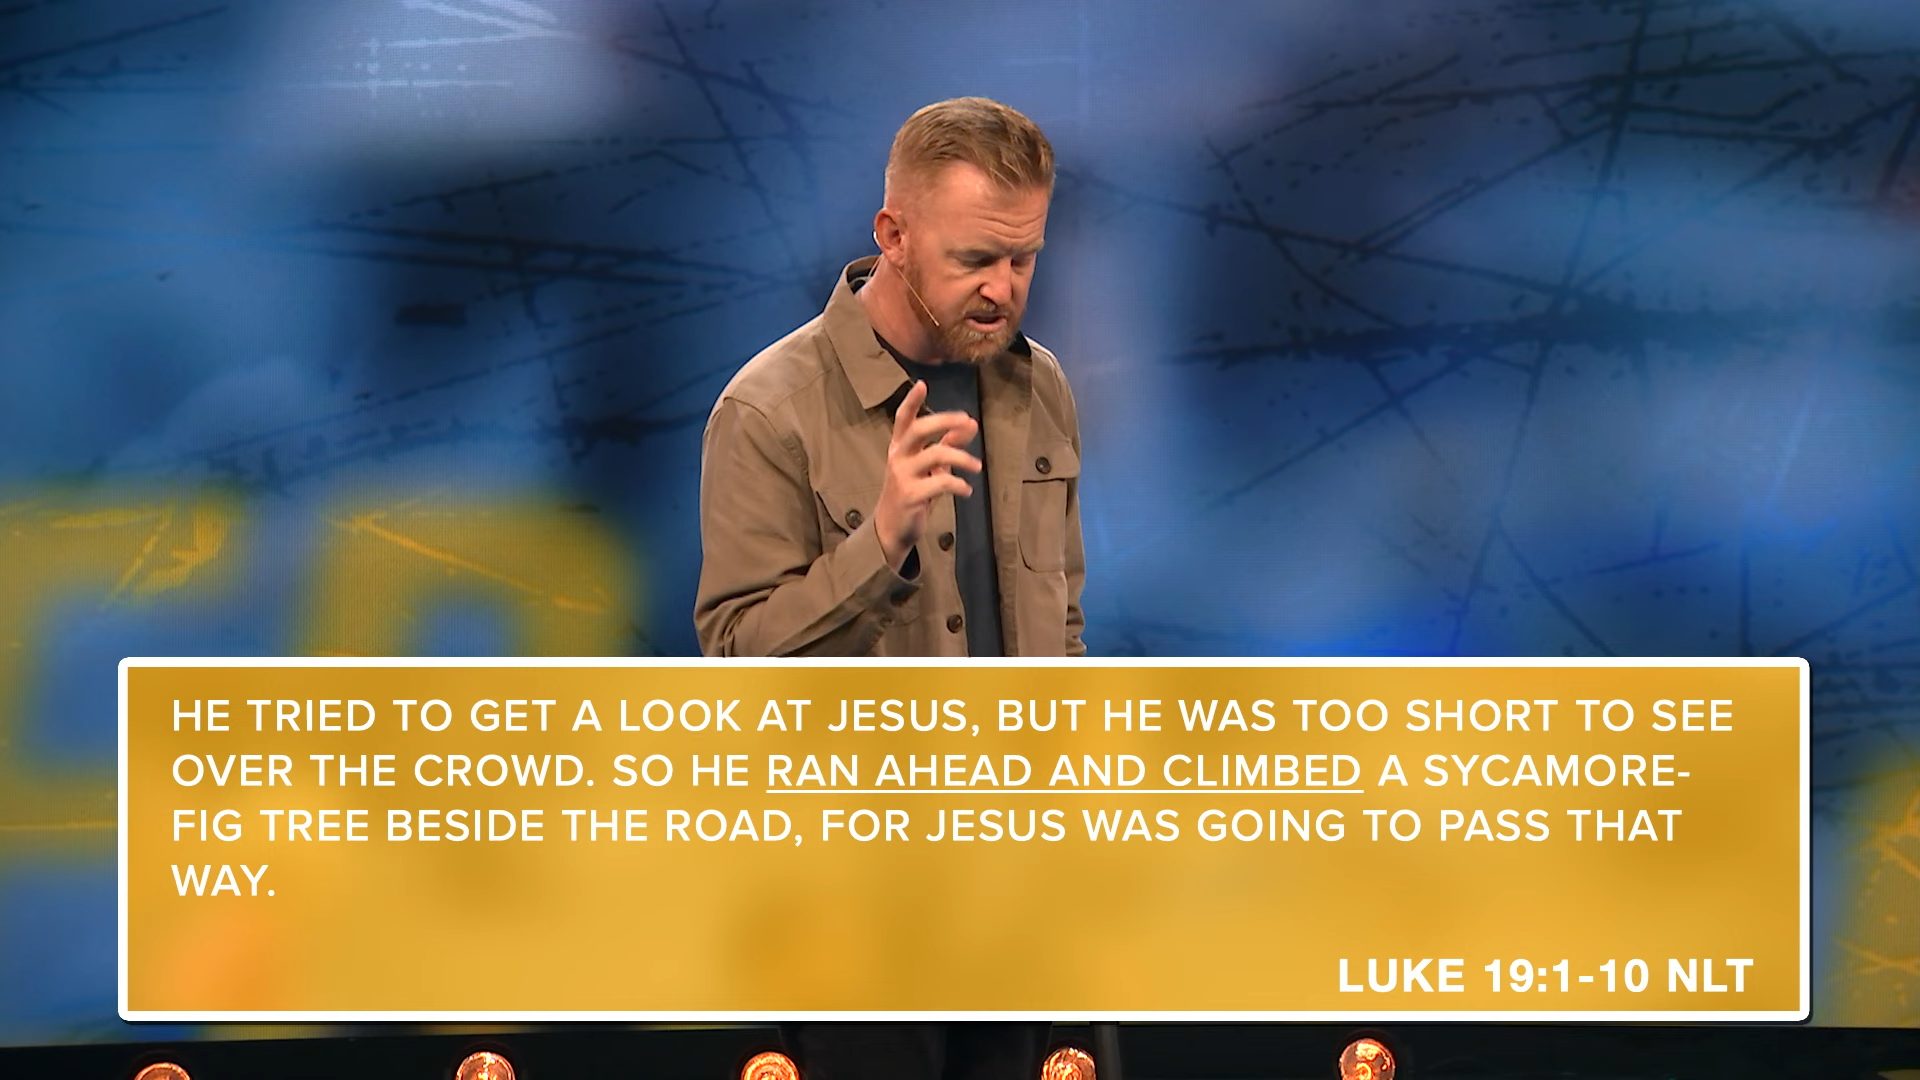 HE TRIED TO GET A LOOK AT JESUS, BUT HE WAS TOO SHORT TO SEE
OVER THE CROWD. SO HE RAN AHEAD AND CLIMBED A SYCAMORE-
FIG TREE BESIDE THE ROAD, FOR JESUS WAS GOING TO PASS THAT
WAY.
LUKE 19:1-10 NLT